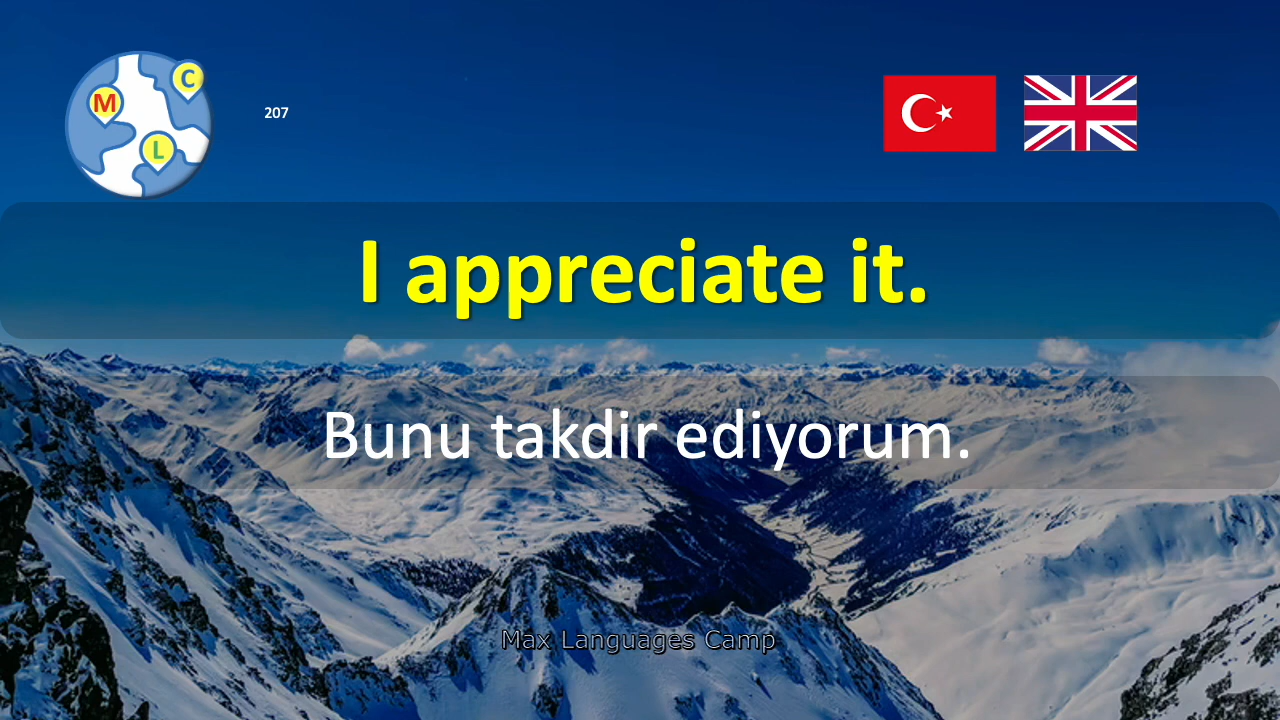 M
C
L
207
I appreciate it.
Bunu takdir ediyorum.
Max Languages Camp